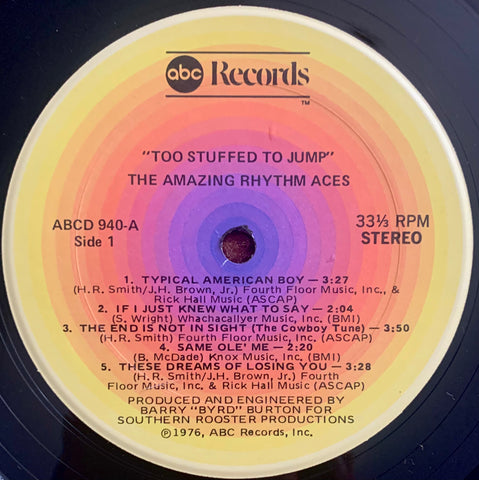 abc Records
TM
"TOO STUFFED TO JUMP"
THE AMAZING RHYTHM ACES
ABCD 940-A
Side 1
33⅓ RPM
STEREO
1. TYPICAL AMERICAN BOY — 3:27
(H.R. Smith/J.H. Brown, Jr.) Fourth Floor Music, Inc., &
Rick Hall Music (ASCAP)
2. IF I JUST KNEW WHAT TO SAY — 2:04
(S. Wright) Whachacallyer Music, Inc. (BMI)
3. THE END IS NOT IN SIGHT (The Cowboy Tune) — 3:50
(H.R. Smith) Fourth Floor Music, Inc. (ASCAP)
4. SAME OLE' ME — 2:20
(B. McDade) Knox Music, Inc. (BMI)
5. THESE DREAMS OF LOSING YOU — 3:28
(H.R. Smith/J.H. Brown, Jr.) Fourth
Floor Music, Inc. & Rick Hall Music (ASCAP)
PRODUCED AND ENGINEERED BY
BARRY "BYRD" BURTON FOR
SOUTHERN ROOSTER PRODUCTIONS
℗1976, ABC Records, Inc.